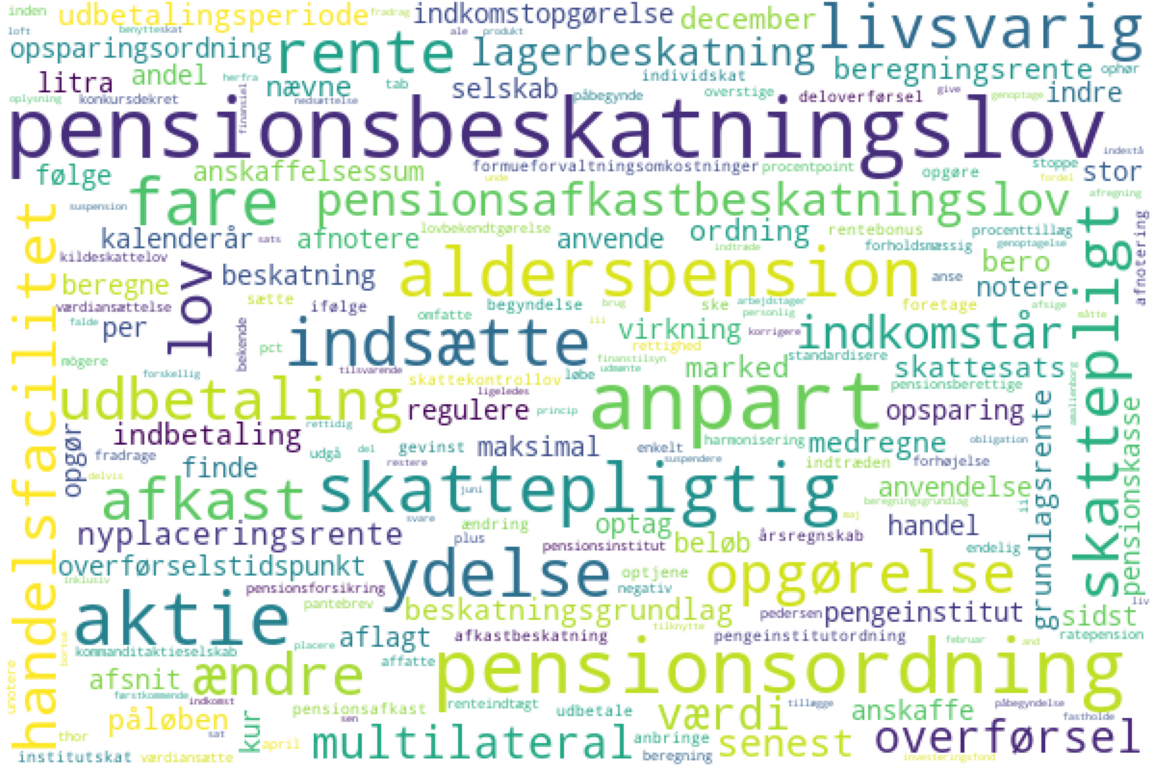 inden udbetalingsperiode fradrag indkomstopgørelse december livsvarig
loft benytteskat ale produkt
opsparingsordning rente lagerbeskatning beregningsrente ophør
litra andel herfra nævne tab selskab individskat overstige indre
oplysning konkursdekret finansiel nedsættelse påbegynde deloverførsel give genoptage
pensionsbeskatningslov
indestå
følge anskaffelsessum formueforvaltningsomkostninger procentpoint opgøre stoppe stor
unde fordel afregning
suspension fare pensionsafkastbeskatningslov
kalenderår sats afnotere lovbekendtgørelse anvende ordning rentebonus procenttillæg afnotering
kildeskattelov indtræde forholdsmæssig genoptagelse
beregne lov beskatning alderspension anse bero notere
værdiansættelse sætte ifølge begyndelse ske arbejdstager foretage
falde per bekende omfatte brug iii personlig afsige måtte
indsætte virkning korrigere indkomstår skattepligt
mögere pct rettighed standardisere
forskellig tilsvarende løbe finansstilsyn marked skattesats
skattekontrollov udmønte pensionsberettige amalienborg
udbetaling ligeledes anpart
regulere princip opsparing grundlagsrente pensionskasse
indbetaling rettidig harmonisering medregne obligation
opgør fradrage udgå del gevinst maksimal enkelt
finde restere suspendere indtræden forhøjelse
delvis afkast skattepligtig juni anvendelse
beregningsgrundlag ii
handelsfacilitet nyplaceringsrente svare ændring optag maj handel
plus pensionsinstitut beløb årsregnskab endelig
overførselstidspunkt ydelse optjene opgørelse
inklusiv pensionsforsikring negativ liv
aktie pantebrev beskatningsgrundlag pedersen pengeinstitut sidst
tilknytte ratepension
aflagt afkastbeskatning pengeinstitutordning februar and
kommanditaktieselskab placere
unotere børste afsnit ændre affatte pensionsordning
førstkommende indkomst
påløben pensionsafkast renteindtægt udbetale værdi tillægge anskaffe påbegyndelse
thor sat kur april sen multilateral anbringe senest fastholde overførsel
institutskat værdiansætte beregning investeringsfond